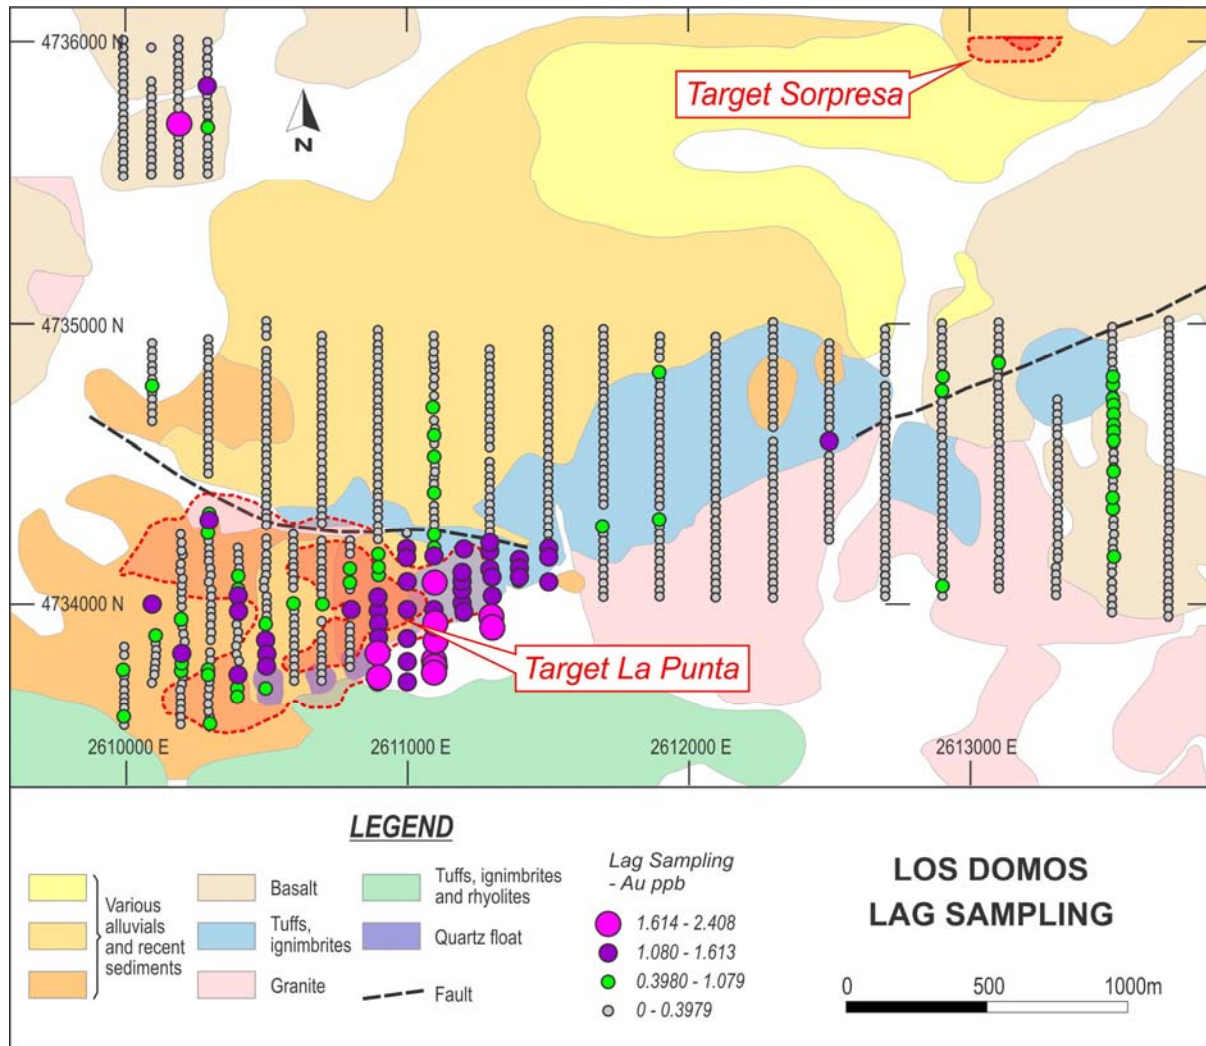 4736000 N
N
Target Sorpresa
4735000 N
4734000 N
Target La Punta
2610000 E
2611000 E
2612000 E
2613000 E
LEGEND
Various
alluvials
and recent
sediments
Basalt
Tuffs,
ignimbrites
Granite
Tuffs, ignimbrites
and rhyolites
Quartz float
Fault
Lag Sampling
- Au ppb
1.614 - 2.408
1.080 - 1.613
0.3980 - 1.079
0 - 0.3979
LOS DOMOS
LAG SAMPLING
0
500
1000m